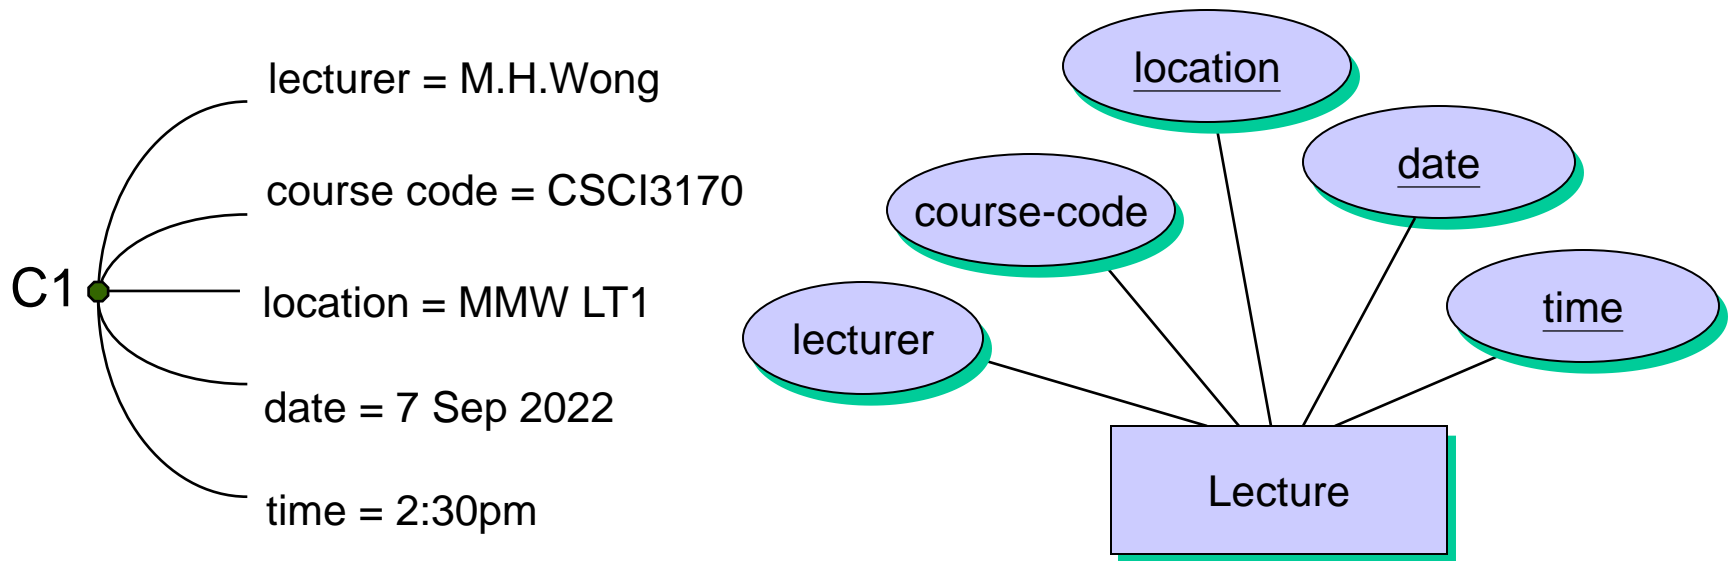 lecturer = M.H.Wong
course code = CSCI3170
C1
location = MMW LT1
date = 7 Sep 2022
time = 2:30pm
location
date
course-code
time
lecturer
Lecture